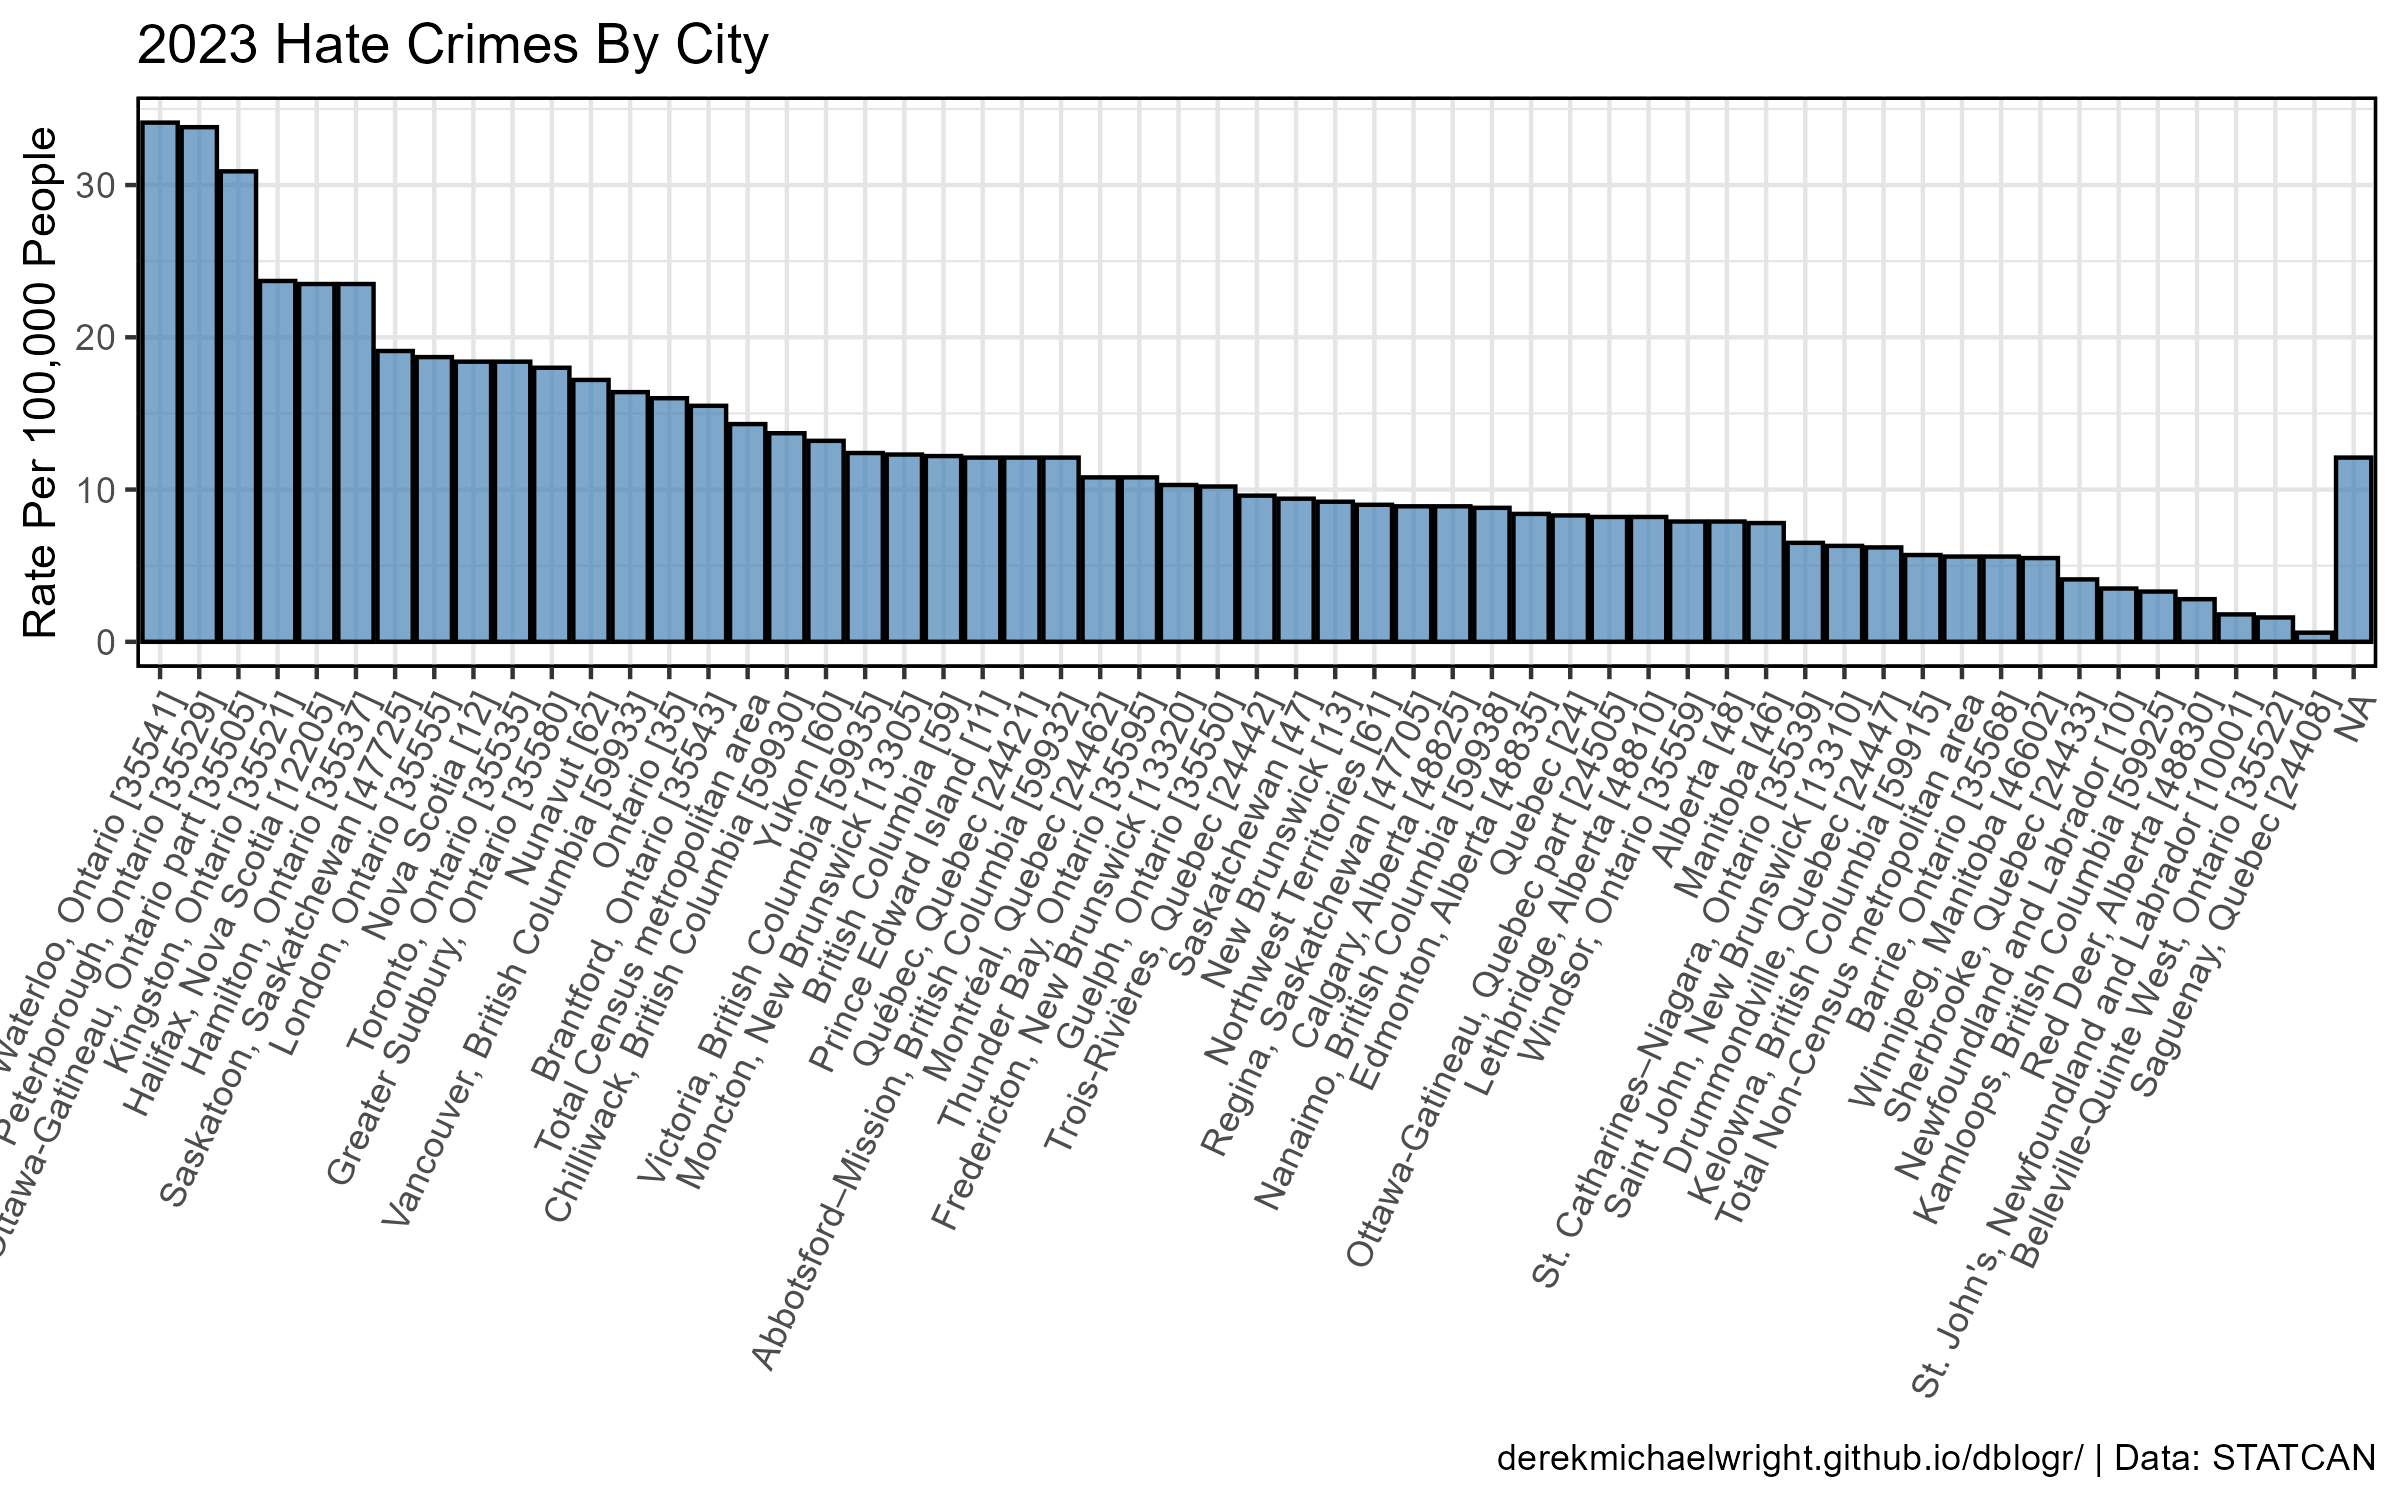 2023 Hate Crimes By City
Rate Per 100,000 People
30
20
10
0
Waterloo, Ontario [35541]
Peterborough, Ontario [35529]
Ottawa-Gatineau, Ontario part [35505]
Kingston, Ontario [35521]
Halifax, Nova Scotia [12205]
Hamilton, Ontario [35537]
Saskatoon, Saskatchewan [47725]
London, Ontario [35555]
Nova Scotia [12]
Toronto, Ontario [35535]
Greater Sudbury, Ontario [35580]
Nunavut [62]
Vancouver, British Columbia [59933]
Ontario [35]
Brantford, Ontario [35543]
Total Census metropolitan area
Chilliwack, British Columbia [59930]
Yukon [60]
Victoria, British Columbia [59935]
Moncton, New Brunswick [13305]
British Columbia [59]
Prince Edward Island [11]
Québec, Quebec [24421]
Abbotsford–Mission, British Columbia [59932]
Montréal, Quebec [24462]
Thunder Bay, Ontario [35595]
Fredericton, New Brunswick [13320]
Guelph, Ontario [35550]
Trois-Rivières, Quebec [24442]
Saskatchewan [47]
New Brunswick [13]
Northwest Territories [61]
Regina, Saskatchewan [47705]
Calgary, Alberta [48825]
Nanaimo, British Columbia [59938]
Edmonton, Alberta [48835]
Quebec [24]
Ottawa-Gatineau, Quebec part [24505]
Lethbridge, Alberta [48810]
Windsor, Ontario [35559]
Alberta [48]
Manitoba [46]
St. Catharines–Niagara, Ontario [35539]
Saint John, New Brunswick [13310]
Drummondville, Quebec [24447]
Kelowna, British Columbia [59915]
Total Non-Census metropolitan area
Barrie, Ontario [35568]
Winnipeg, Manitoba [46602]
Sherbrooke, Quebec [24433]
Newfoundland and Labrador [10]
Kamloops, British Columbia [59925]
Red Deer, Alberta [48830]
St. John's, Newfoundland and Labrador [10001]
Belleville-Quinte West, Ontario [35522]
Saguenay, Quebec [24408]
NA
derekmichaelwright.github.io/dblogr/ | Data: STATCAN